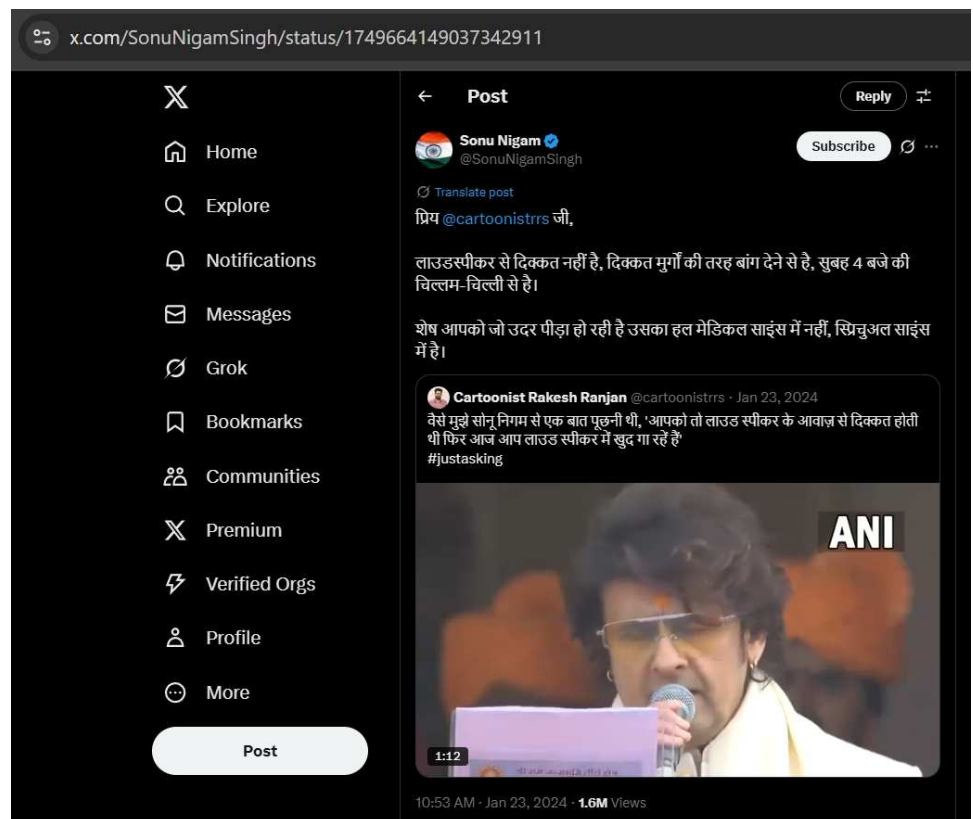 x.com/SonuNigamSingh/status/1749664149037342911
X
Home
Explore
Notifications
Messages
Grok
Bookmarks
Communities
Premium
Verified Orgs
Profile
More
Post
Post
Reply
Sonu Nigam
@SonuNigamSingh
Subscribe
Translate post
प्रिय @cartoonistrrs जी,
लाउडस्पीकर से दिक्कत नहीं है, दिक्कत मुर्गों की तरह बांग देने से है, सुबह 4 बजे की
चिल्लम-चिल्ली से है।
शेष आपको जो उदर पीड़ा हो रही है उसका हल मेडिकल साइंस में नहीं, स्प्रिचुअल साइंस
में है।
Cartoonist Rakesh Ranjan @cartoonistrrs · Jan 23, 2024
वैसे मुझे सोनू निगम से एक बात पूछनी थी, 'आपको तो लाउड स्पीकर के आवाज़ से दिक्कत होती
थी फिर आज आप लाउड स्पीकर में खुद गा रहें हैं'
#justasking
ANI
1:12
10:53 AM · Jan 23, 2024 · 1.6M Views